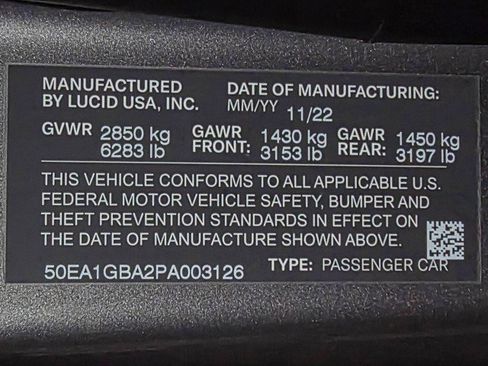 MANUFACTURED DATE OF MANUFACTURING:
BY LUCID USA, INC. MM/YY 11/22
GVWR 2850 kg GAWR 1430 kg GAWR 1450 kg
6283 lb FRONT: 3153 lb REAR: 3197 lb
THIS VEHICLE CONFORMS TO ALL APPLICABLE U.S.
FEDERAL MOTOR VEHICLE SAFETY, BUMPER AND
THEFT PREVENTION STANDARDS IN EFFECT ON
THE DATE OF MANUFACTURE SHOWN ABOVE.
50EA1GBA2PA003126 TYPE: PASSENGER CAR